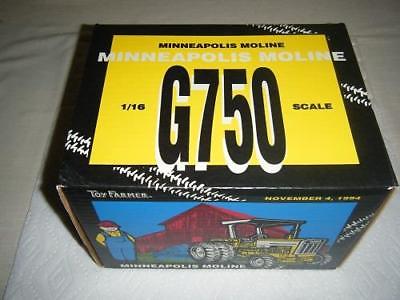 MINNEAPOLIS MOLINE
MINNEAPOLIS MOLINE
1/16 G750 SCALE
TOY FARMER NOVEMBER 4, 1994
MINNEAPOLIS MOLINE